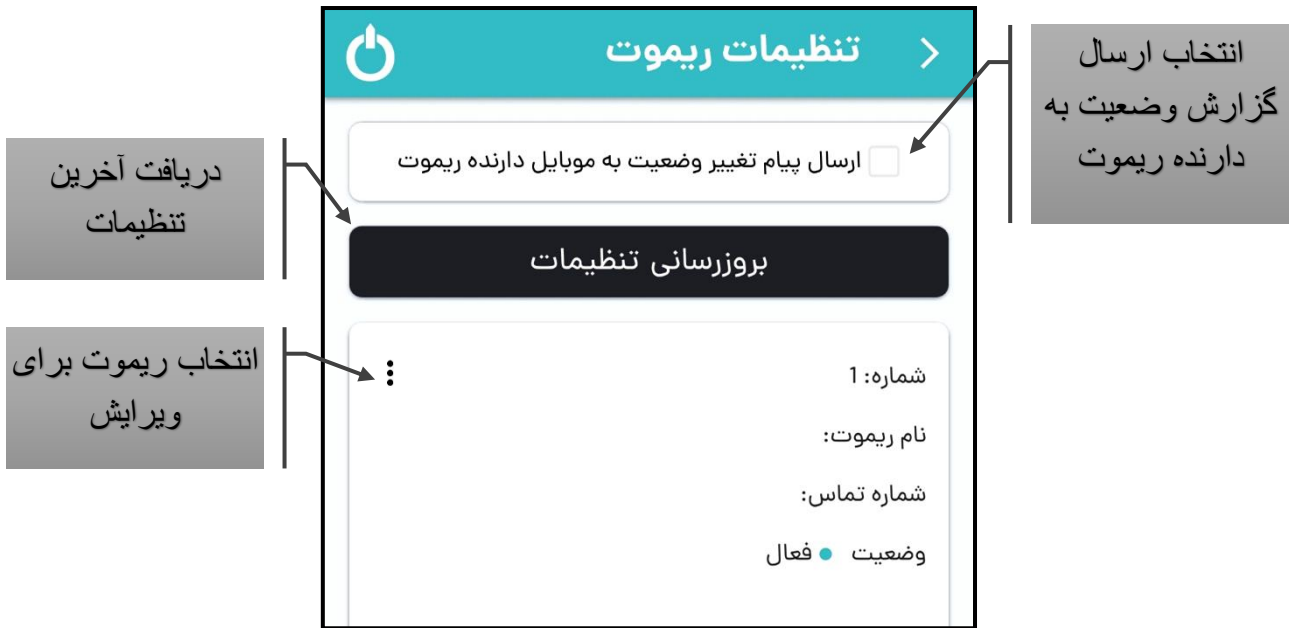 تنظیمات ریموت
انتخاب ارسال
گزارش وضعیت به
دارنده ریموت
ارسال پیام تغییر وضعیت به موبایل دارنده ریموت
دریافت آخرین
تنظیمات
بروزرسانی تنظیمات
انتخاب ریموت برای
ویرایش
شماره: 1
نام ریموت:
شماره تماس:
وضعیت فعال